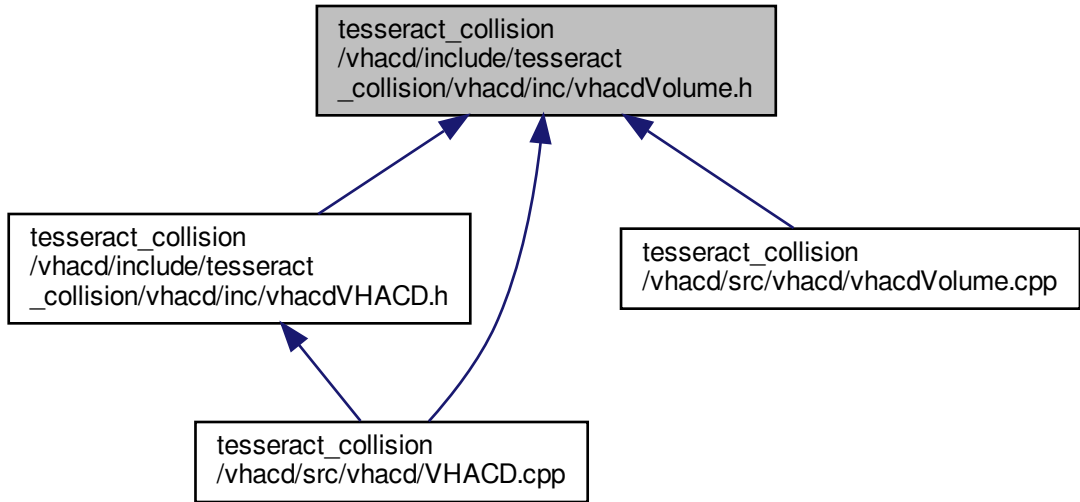 tesseract_collision
/vhacd/include/tesseract
_collision/vhacd/inc/vhacdVolume.h
tesseract_collision
/vhacd/include/tesseract
_collision/vhacd/inc/vhacdVHACD.h
tesseract_collision
/vhacd/src/vhacd/vhacdVolume.cpp
tesseract_collision
/vhacd/src/vhacd/VHACD.cpp